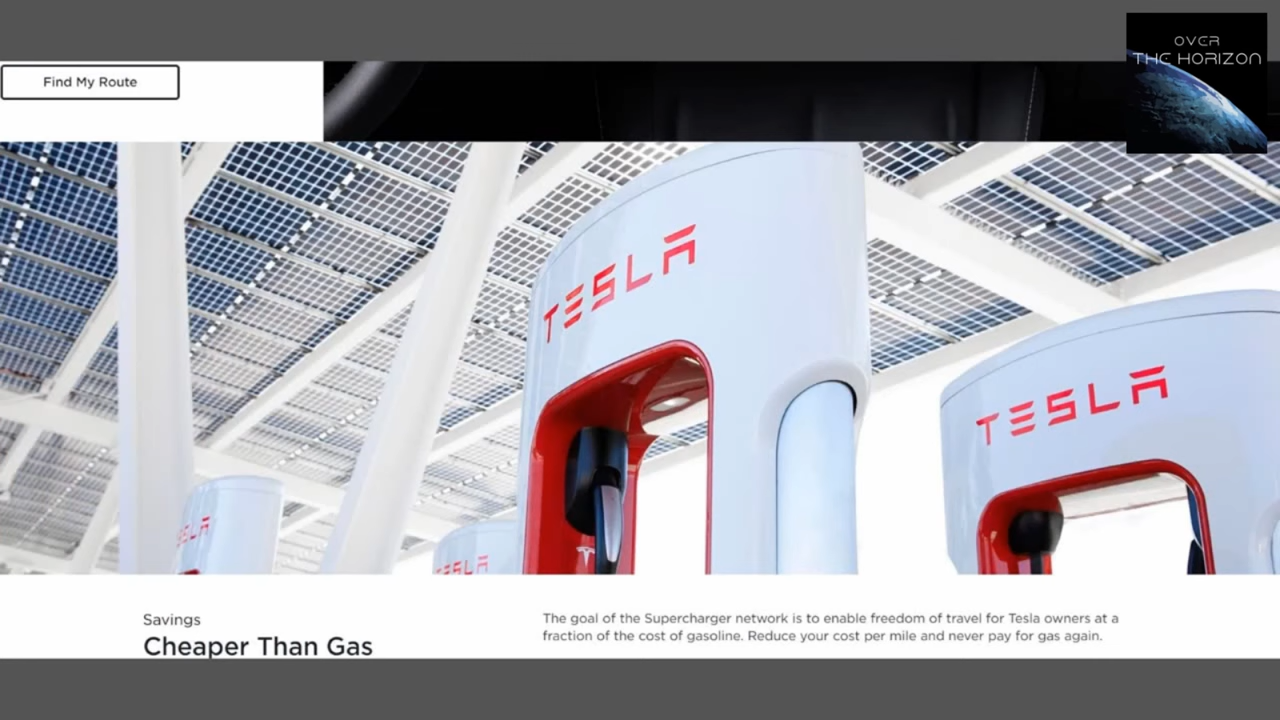 OVER
THE HORIZON
Find My Route
TESLA
TESLA
TESLA
TESLA
Savings
Cheaper Than Gas
The goal of the Supercharger network is to enable freedom of travel for Tesla owners at a
fraction of the cost of gasoline. Reduce your cost per mile and never pay for gas again.